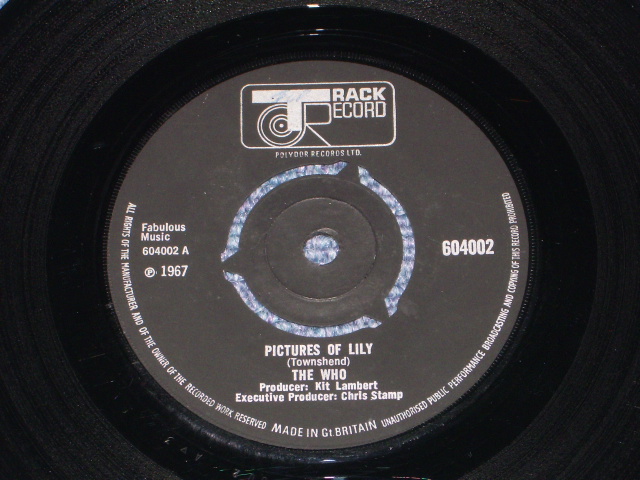 TRACK
RECORD
POLYDOR RECORDS LTD.
Fabulous
Music
604002 A
℗ 1967
604002
PICTURES OF LILY
(Townshend)
THE WHO
Producer: Kit Lambert
Executive Producer: Chris Stamp
ALL RIGHTS OF THE MANUFACTURER AND OF THE OWNER OF THE RECORDED WORK RESERVED MADE IN Gt.BRITAIN UNAUTHORISED PUBLIC PERFORMANCE BROADCASTING AND COPYING OF THIS RECORD PROHIBITED